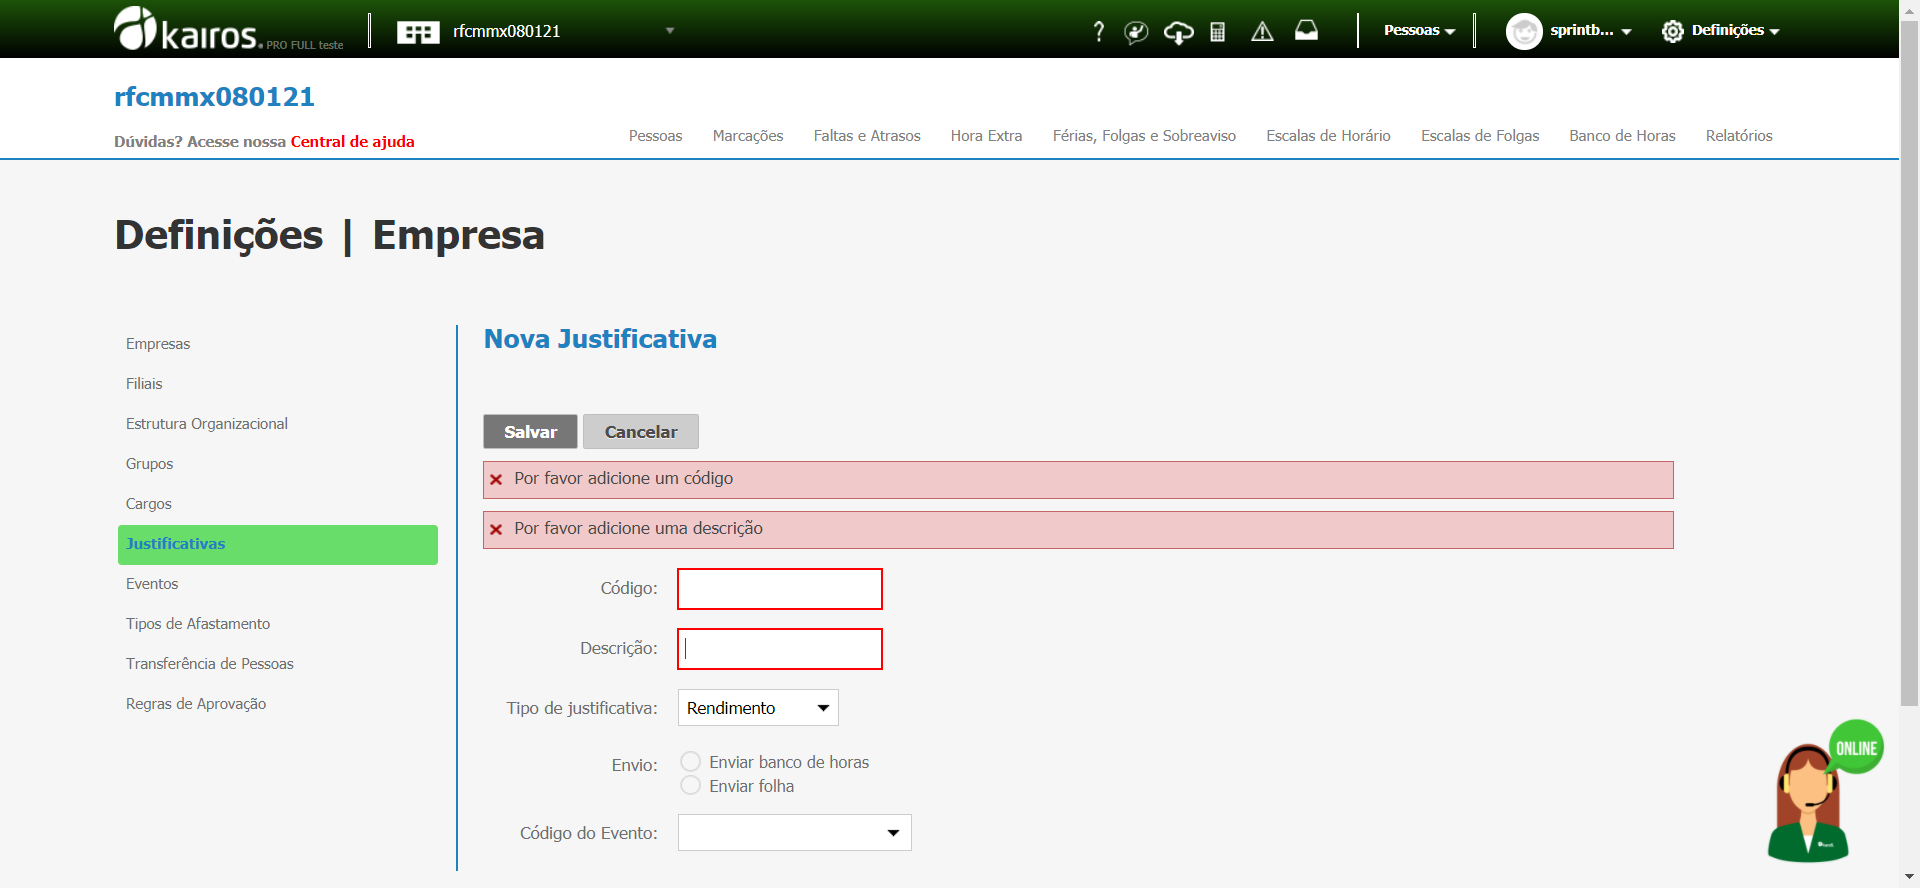 kairos. PRO FULL teste
rfcmmx080121
Pessoas
sprintb...
Definições
rfcmmx080121
Dúvidas? Acesse nossa Central de ajuda
Pessoas Marcações Faltas e Atrasos Hora Extra Férias, Folgas e Sobreaviso Escalas de Horário Escalas de Folgas Banco de Horas Relatórios
Definições | Empresa
Empresas
Filiais
Estrutura Organizacional
Grupos
Cargos
Justificativas
Eventos
Tipos de Afastamento
Transferência de Pessoas
Regras de Aprovação
Nova Justificativa
Salvar Cancelar
Por favor adicione um código
Por favor adicione uma descrição
Código:
Descrição:
Tipo de justificativa: Rendimento
Envio: Enviar banco de horas
Enviar folha
Código do Evento:
ONLINE